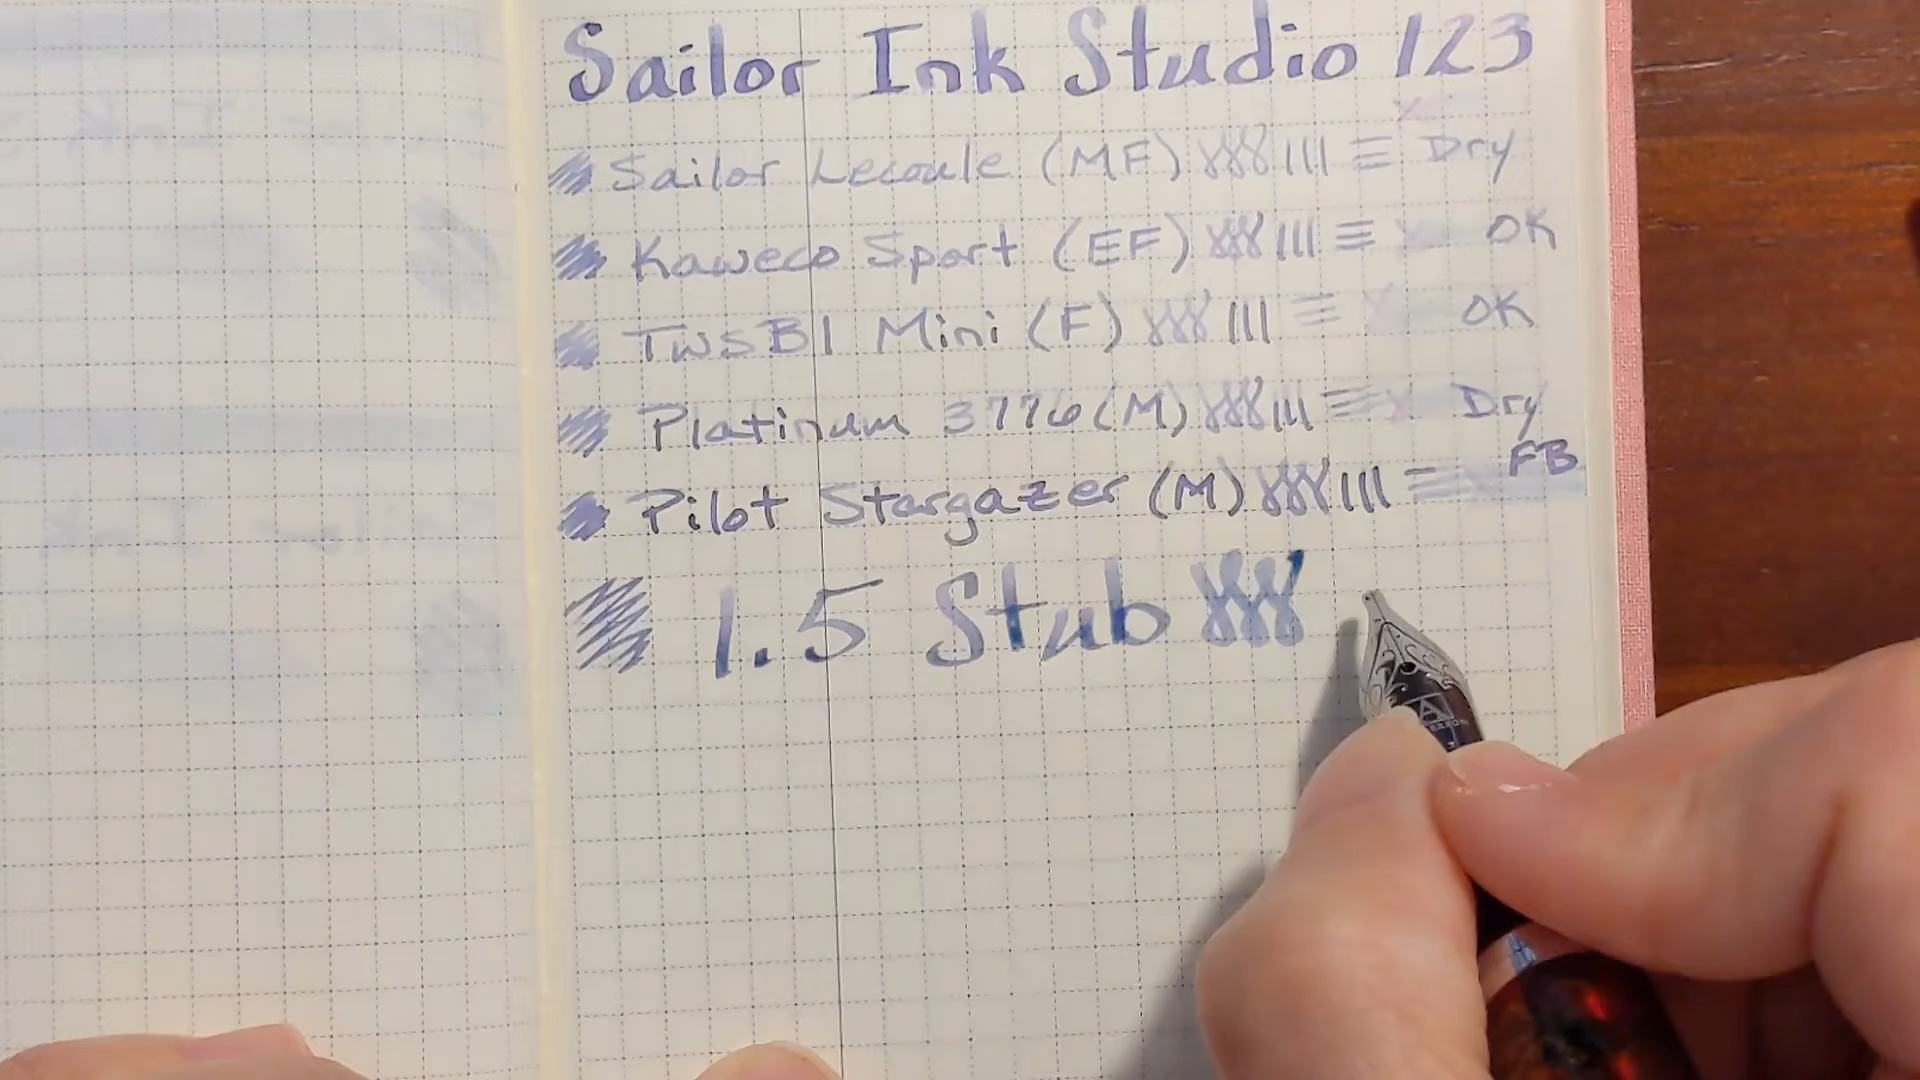 Sailor Ink Studio 123
Sailor Lecoule (MF) Dry
Kaweco Sport (EF) OK
TWSBI Mini (F) OK
Platinum 3776 (M) Dry
Pilot Stargazer (M) FB
1.5 Stub